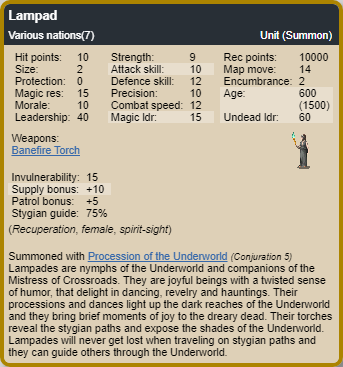 Lampad
Various nations(7) Unit (Summon)
Hit points: 10 Strength: 9 Rec points: 10000
Size: 2 Attack skill: 10 Map move: 14
Protection: 0 Defence skill: 12 Encumbrance: 2
Magic res: 15 Precision: 10 Age: 600
Morale: 10 Combat speed: 12 (1500)
Leadership: 40 Magic ldr: 15 Undead ldr: 60
Weapons:
Banefire Torch
Invulnerability: 15
Supply bonus: +10
Patrol bonus: +5
Stygian guide: 75%
(Recuperation, female, spirit-sight)
Summoned with Procession of the Underworld (Conjuration 5)
Lampades are nymphs of the Underworld and companions of the
Mistress of Crossroads. They are joyful beings with a twisted sense
of humor, that delight in dancing, revelry and hauntings. Their
processions and dances light up the dark reaches of the Underworld
and they bring brief moments of joy to the dreary dead. Their torches
reveal the stygian paths and expose the shades of the Underworld.
Lampades will never get lost when traveling on stygian paths and
they can guide others through the Underworld.